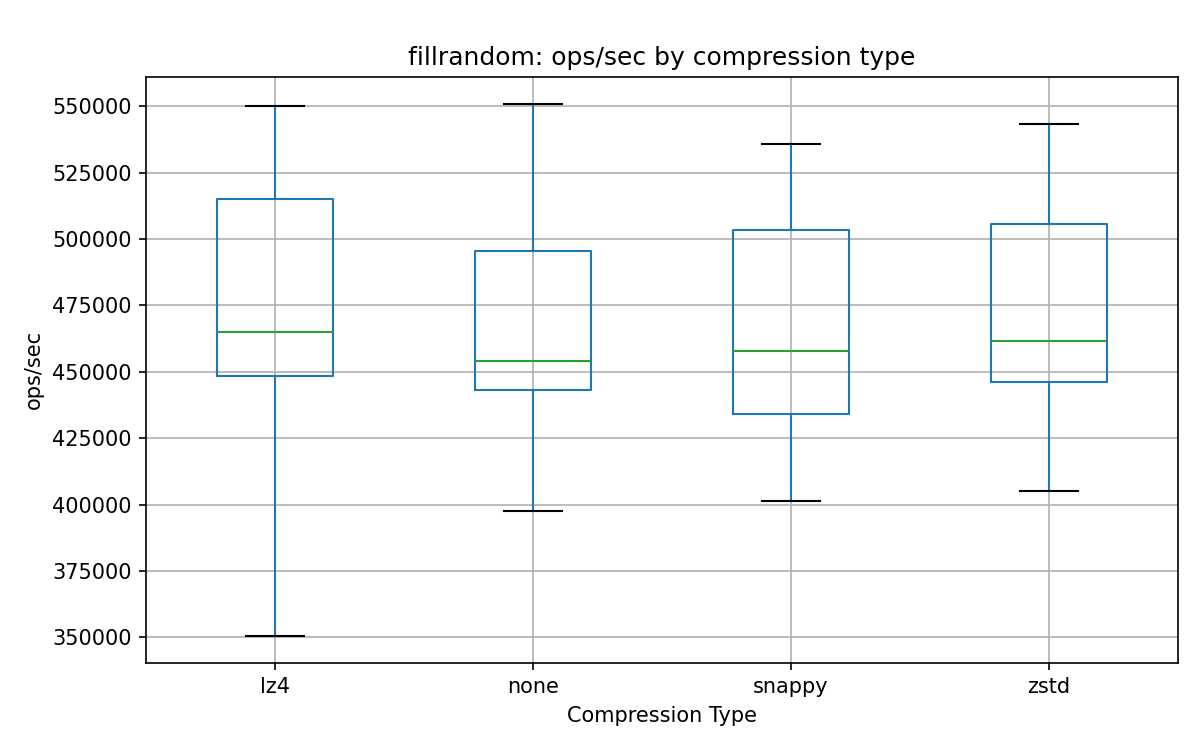 fillrandom: ops/sec by compression type
ops/sec
550000
525000
500000
475000
450000
425000
400000
375000
350000
lz4 none snappy zstd
Compression Type